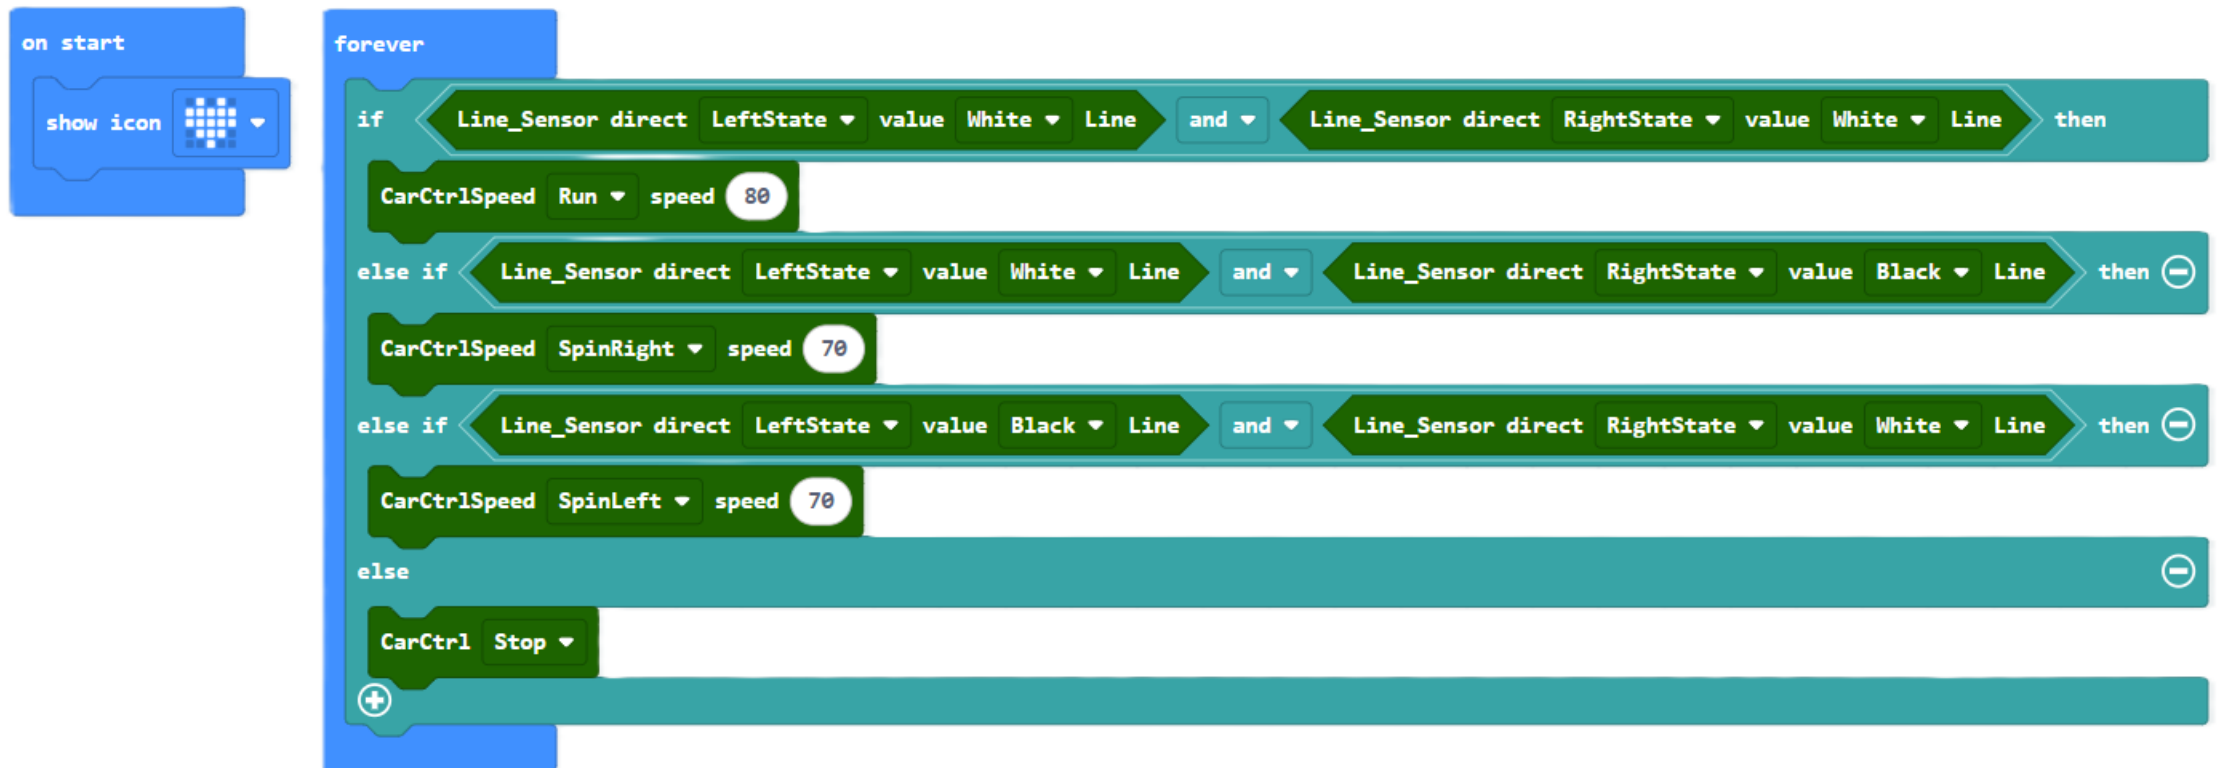 on start
show icon
forever
if Line_Sensor direct LeftState value White Line and Line_Sensor direct RightState value White Line then
CarCtrlSpeed Run speed 80
else if Line_Sensor direct LeftState value White Line and Line_Sensor direct RightState value Black Line then
CarCtrlSpeed SpinRight speed 70
else if Line_Sensor direct LeftState value Black Line and Line_Sensor direct RightState value White Line then
CarCtrlSpeed SpinLeft speed 70
else
CarCtrl Stop